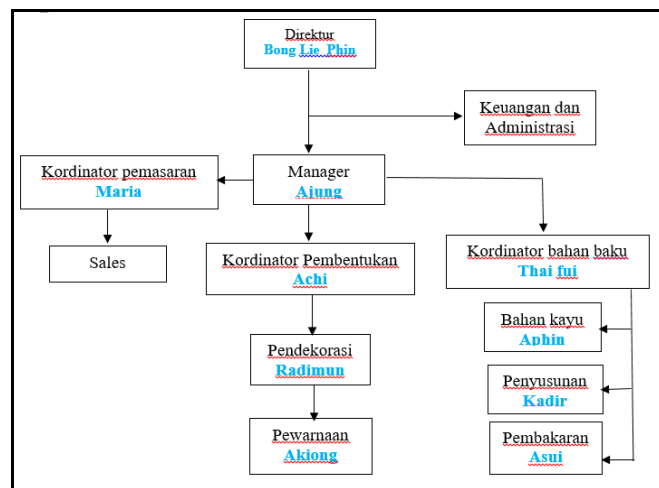 Direktur
Bong Lie Phin
Keuangan dan
Administrasi
Kordinator pemasaran
Maria
Manager
Ajung
Sales
Kordinator Pembentukan
Achi
Kordinator bahan baku
Thai fui
Bahan kayu
Aphin
Pendekorasi
Radimun
Penyusunan
Kadir
Pewarnaan
Akiong
Pembakaran
Asui